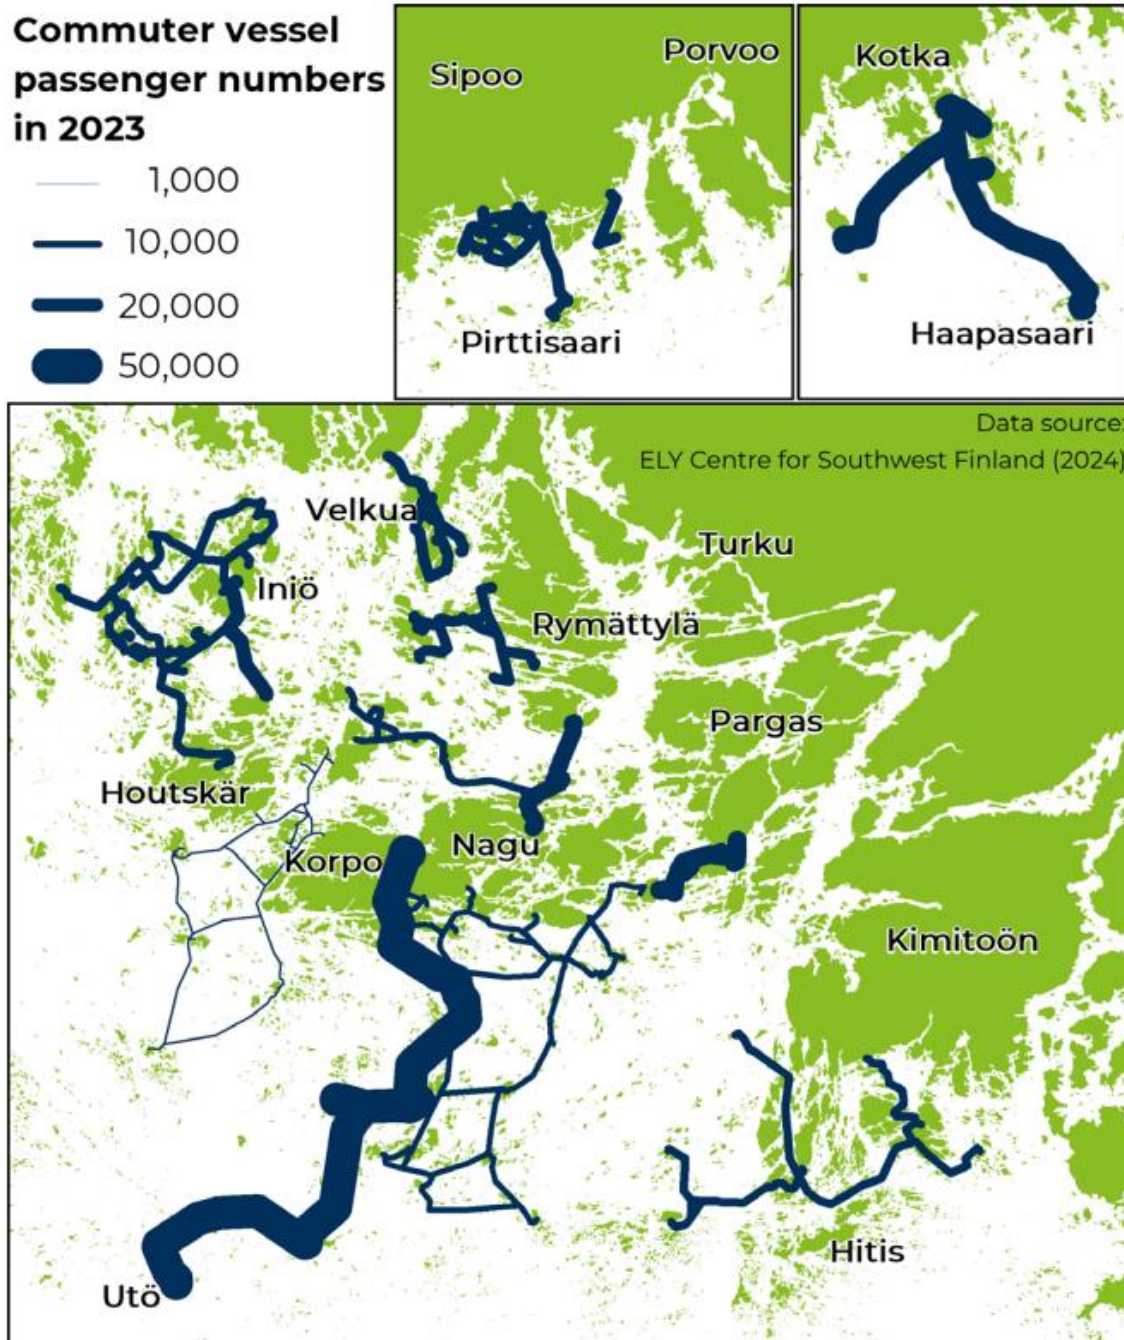 Commuter vessel
passenger numbers
in 2023
1,000
10,000
20,000
50,000
Sipoo
Porvoo
Pirttisaari
Kotka
Haapasaari
Data source:
ELY Centre for Southwest Finland (2024)
Velkua
Turku
Iniö
Rymättylä
Pargas
Houtskär
Korpo
Nagu
Kimitoön
Hitis
Utö